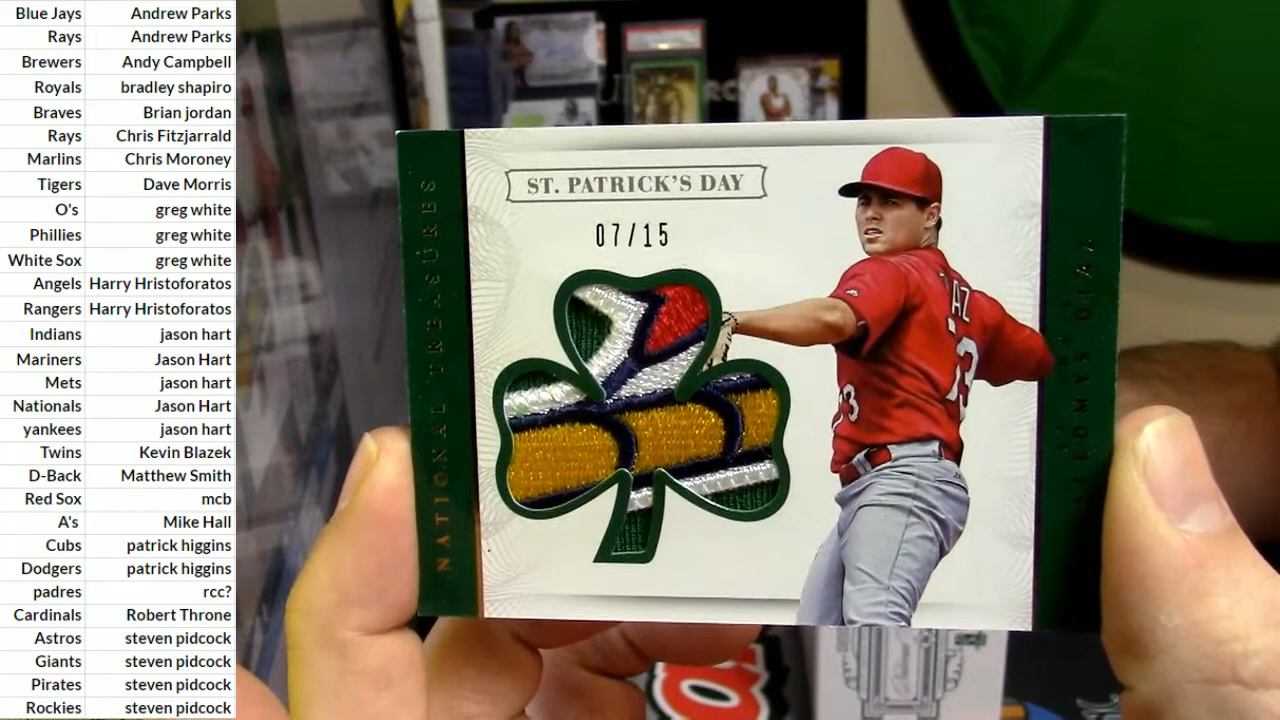 Blue Jays Andrew Parks
Rays Andrew Parks
Brewers Andy Campbell
Royals bradley shapiro
Braves Brian jordan
Rays Chris Fitzjarrald
Marlins Chris Moroney
Tigers Dave Morris
O's greg white
Phillies greg white
White Sox greg white
Angels Harry Hristoforatos
Rangers Harry Hristoforatos
Indians jason hart
Mariners Jason Hart
Mets jason hart
Nationals Jason Hart
yankees jason hart
Twins Kevin Blazek
D-Back Matthew Smith
Red Sox mcb
A's Mike Hall
Cubs patrick higgins
Dodgers patrick higgins
padres rcc?
Cardinals Robert Throne
Astros steven pidcock
Giants steven pidcock
Pirates steven pidcock
Rockies steven pidcock
NATIONAL TREASURES
ST. PATRICK'S DAY
07/15
AZ
73